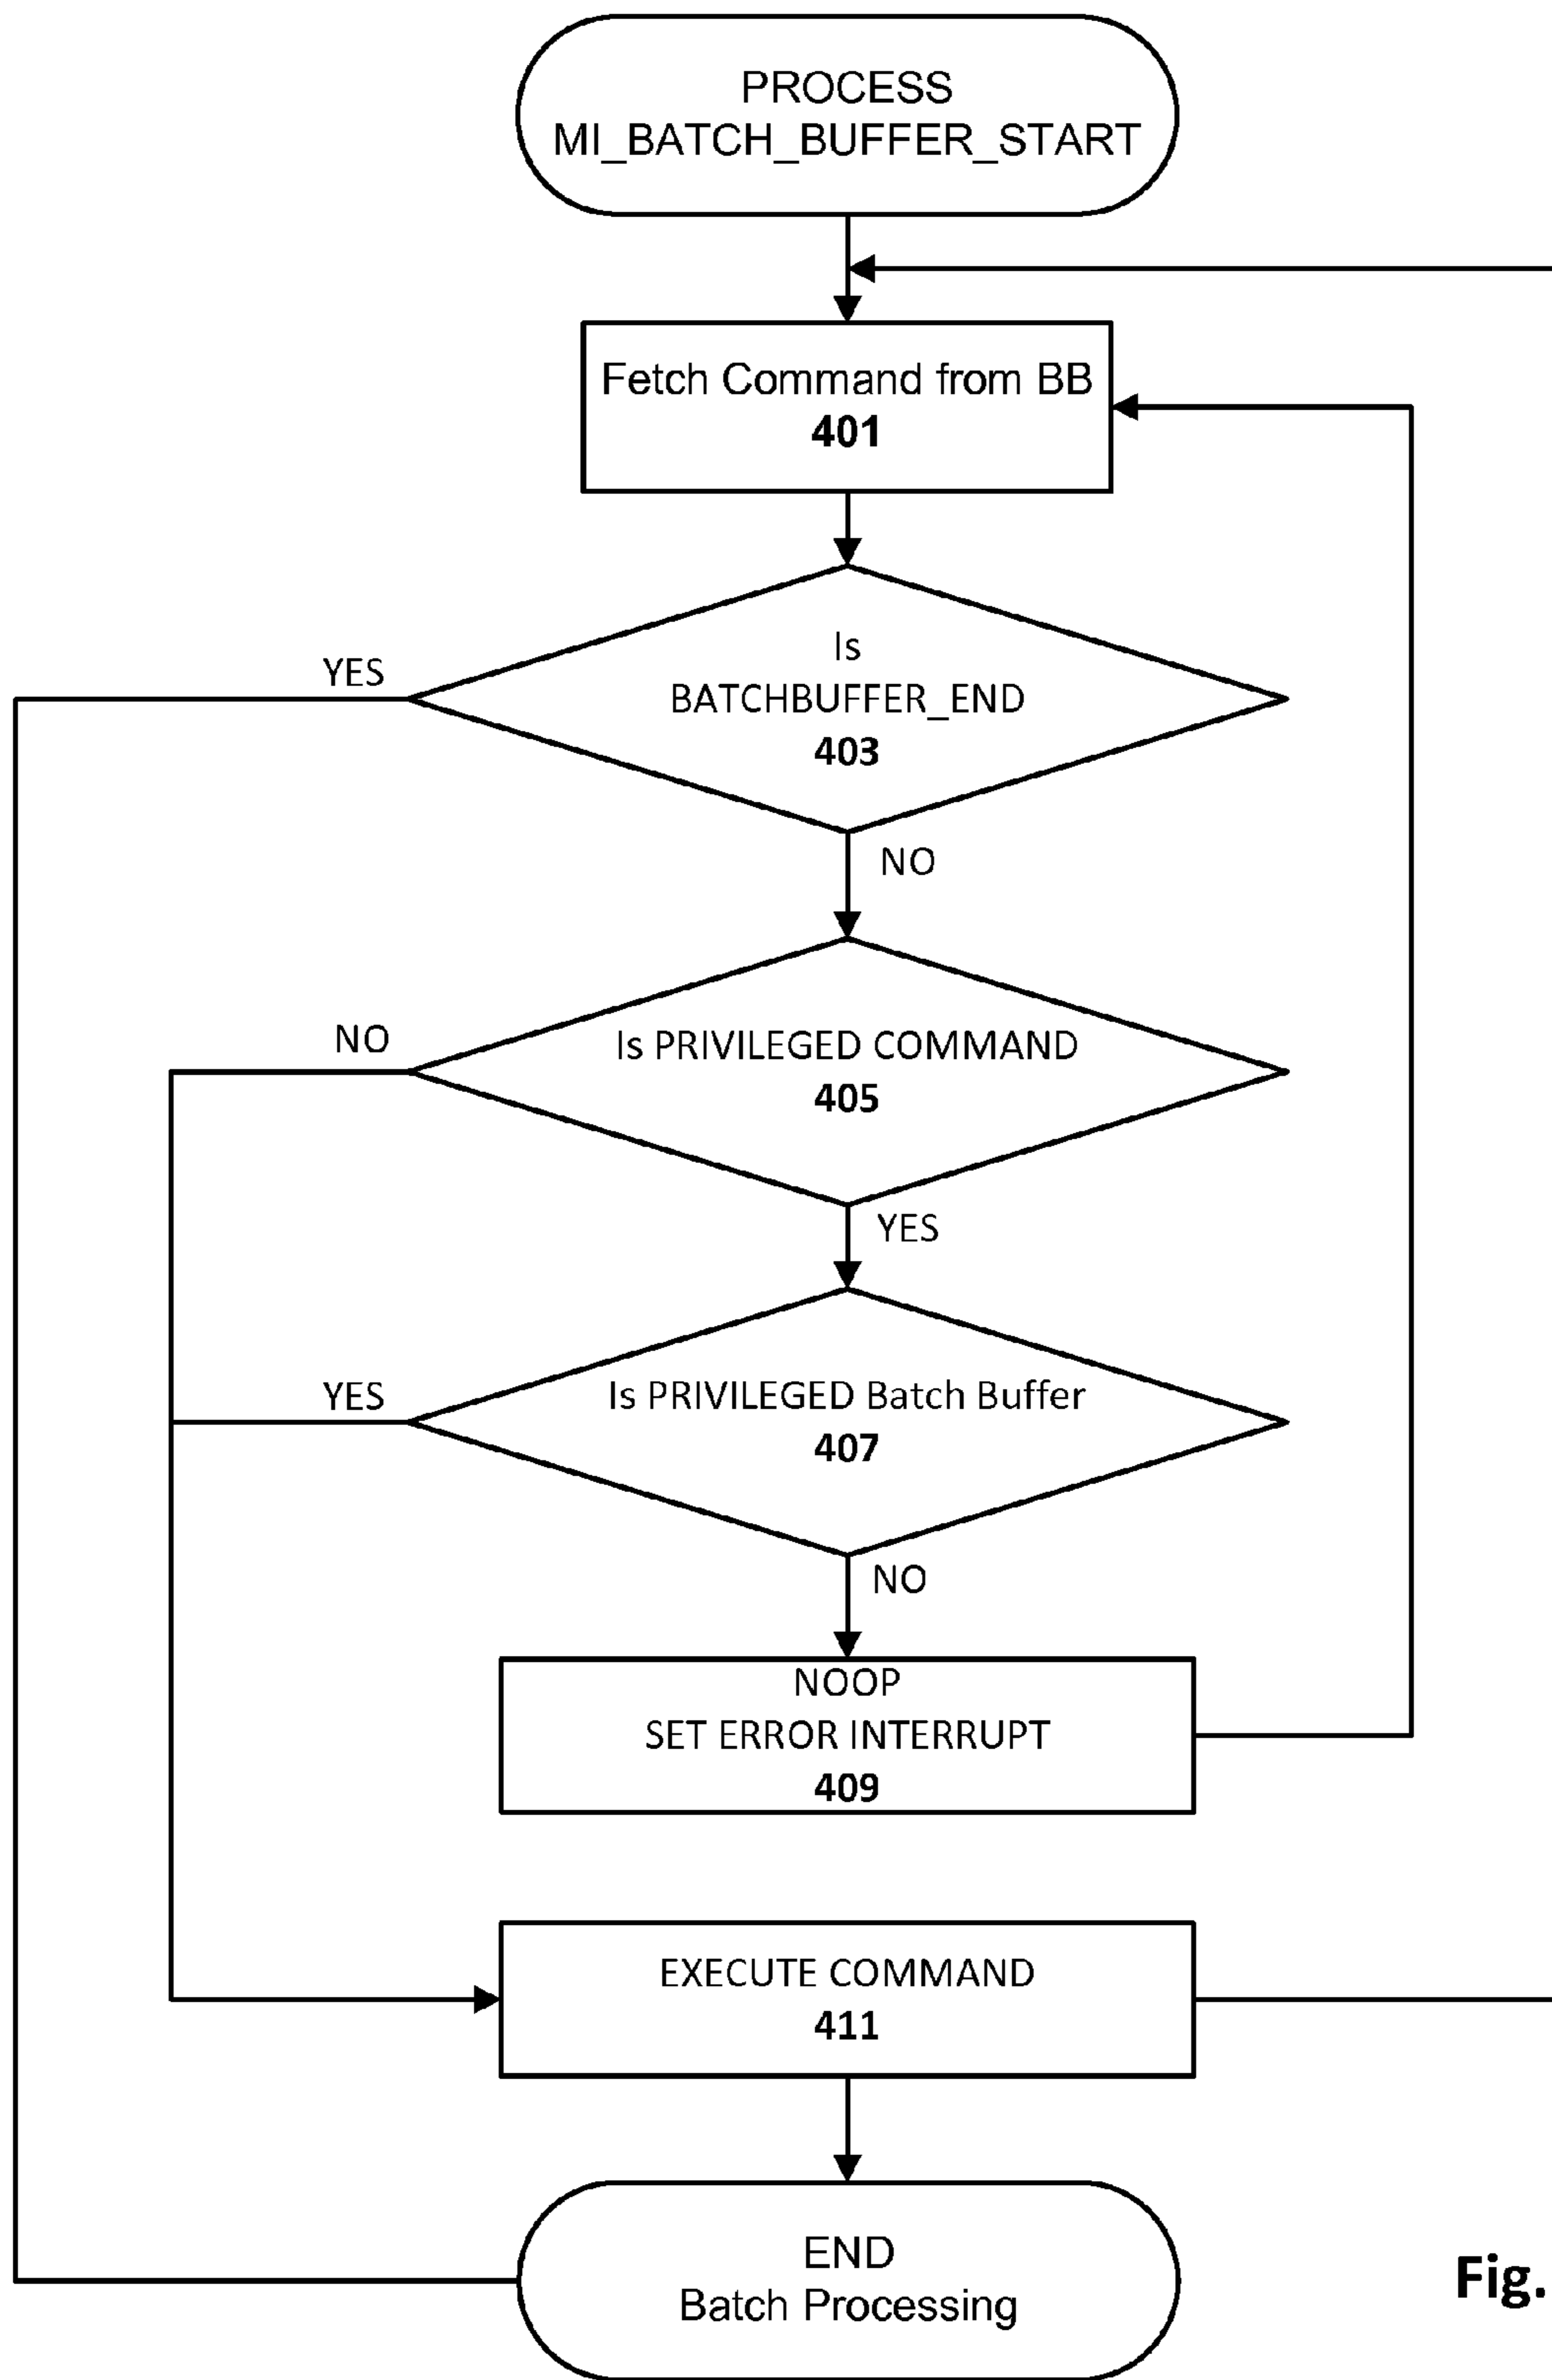 PROCESS
MI_BATCH_BUFFER_START
Fetch Command from BB
401
Is
YES
BATCHBUFFER_END
403
NO
NO
Is PRIVILEGED COMMAND
405
YES
YES
Is PRIVILEGED Batch Buffer
407
NO
NOOP
SET ERROR INTERRUPT
409
EXECUTE COMMAND
411
END
Batch Processing
Fig.